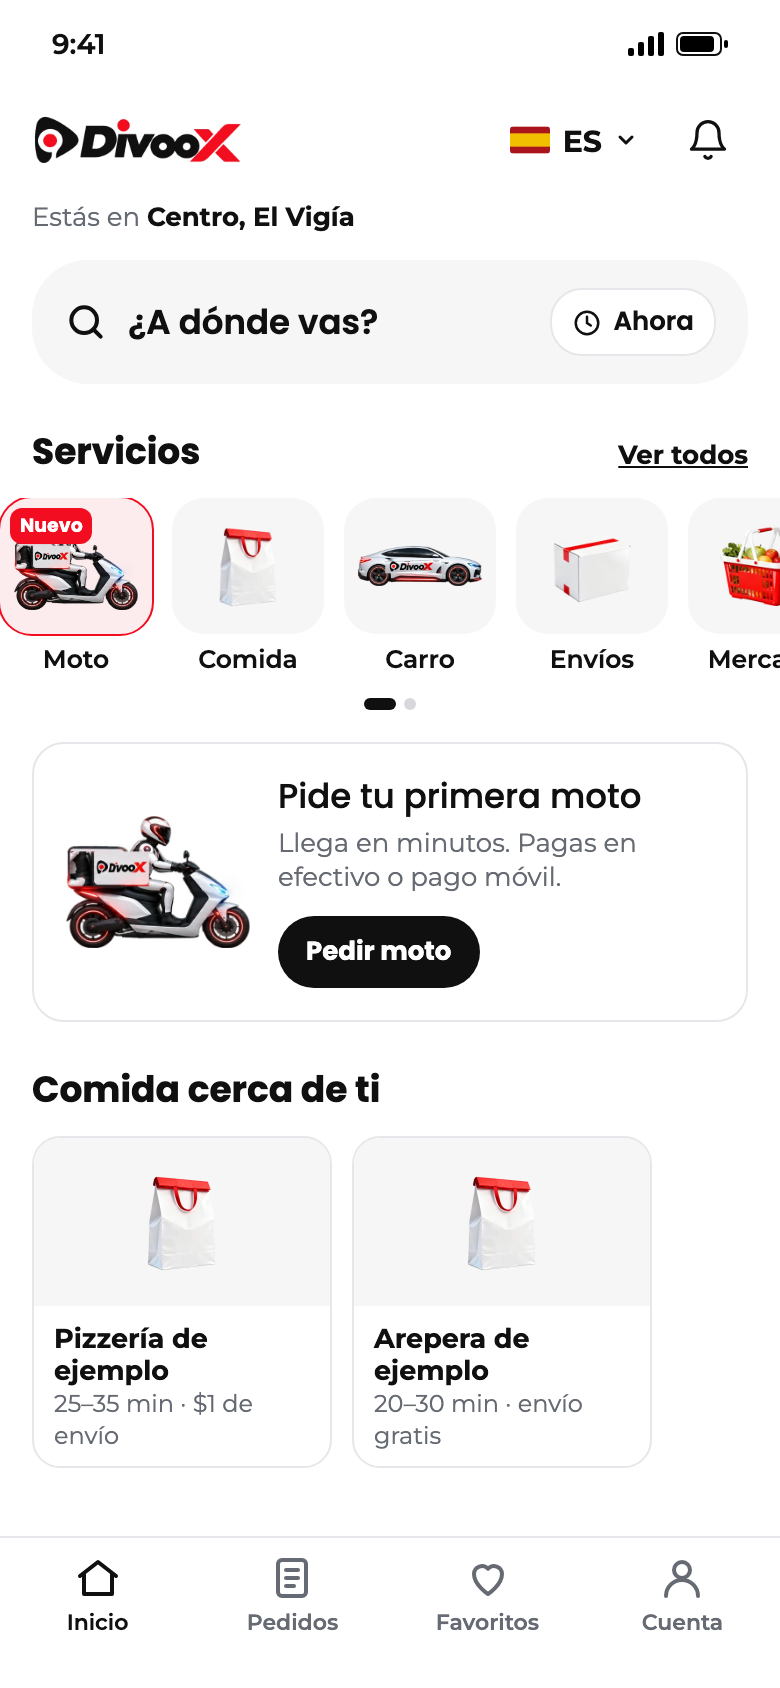 9:41
DivooX
ES
Estás en Centro, El Vigía
¿A dónde vas?
Ahora
Servicios
Ver todos
Nuevo
DivooX
DivooX
Moto
Comida
Carro
Envíos
Merca
Pide tu primera moto
Llega en minutos. Pagas en
efectivo o pago móvil.
DivooX
Pedir moto
Comida cerca de ti
Pizzería de
ejemplo
25–35 min · $1 de
envío
Arepera de
ejemplo
20–30 min · envío
gratis
Inicio
Pedidos
Favoritos
Cuenta